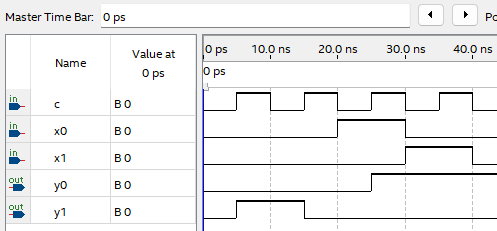 Master Time Bar: 0 ps Po
Name Value at 0 ps
0 ps 10.0 ns 20.0 ns 30.0 ns 40.0 ns
0 ps
in c B 0
in x0 B 0
in x1 B 0
out y0 B 0
out y1 B 0